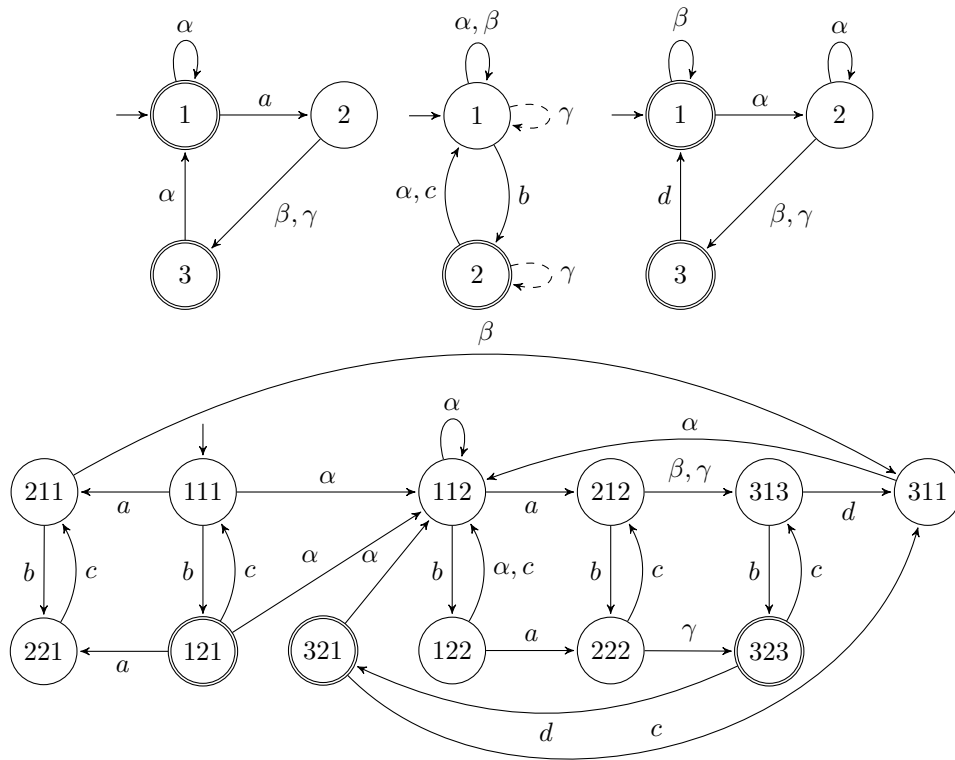 α α, β β α
1 a 2 1 γ 1 α 2
α β, γ α, c b d β, γ
3 2 γ 3
β
α α
211 a 111 α 112 a 212 β, γ 313 d 311
b c b c α α b α, c b c b c
221 a 121 321 122 a 222 γ 323
d c